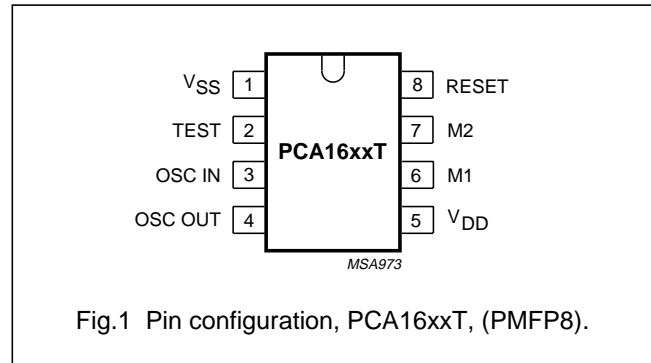 VSS 1 8 RESET
TEST 2 7 M2
PCA16xxT
OSC IN 3 6 M1
OSC OUT 4 5 VDD
MSA973
Fig.1 Pin configuration, PCA16xxT, (PMFP8).